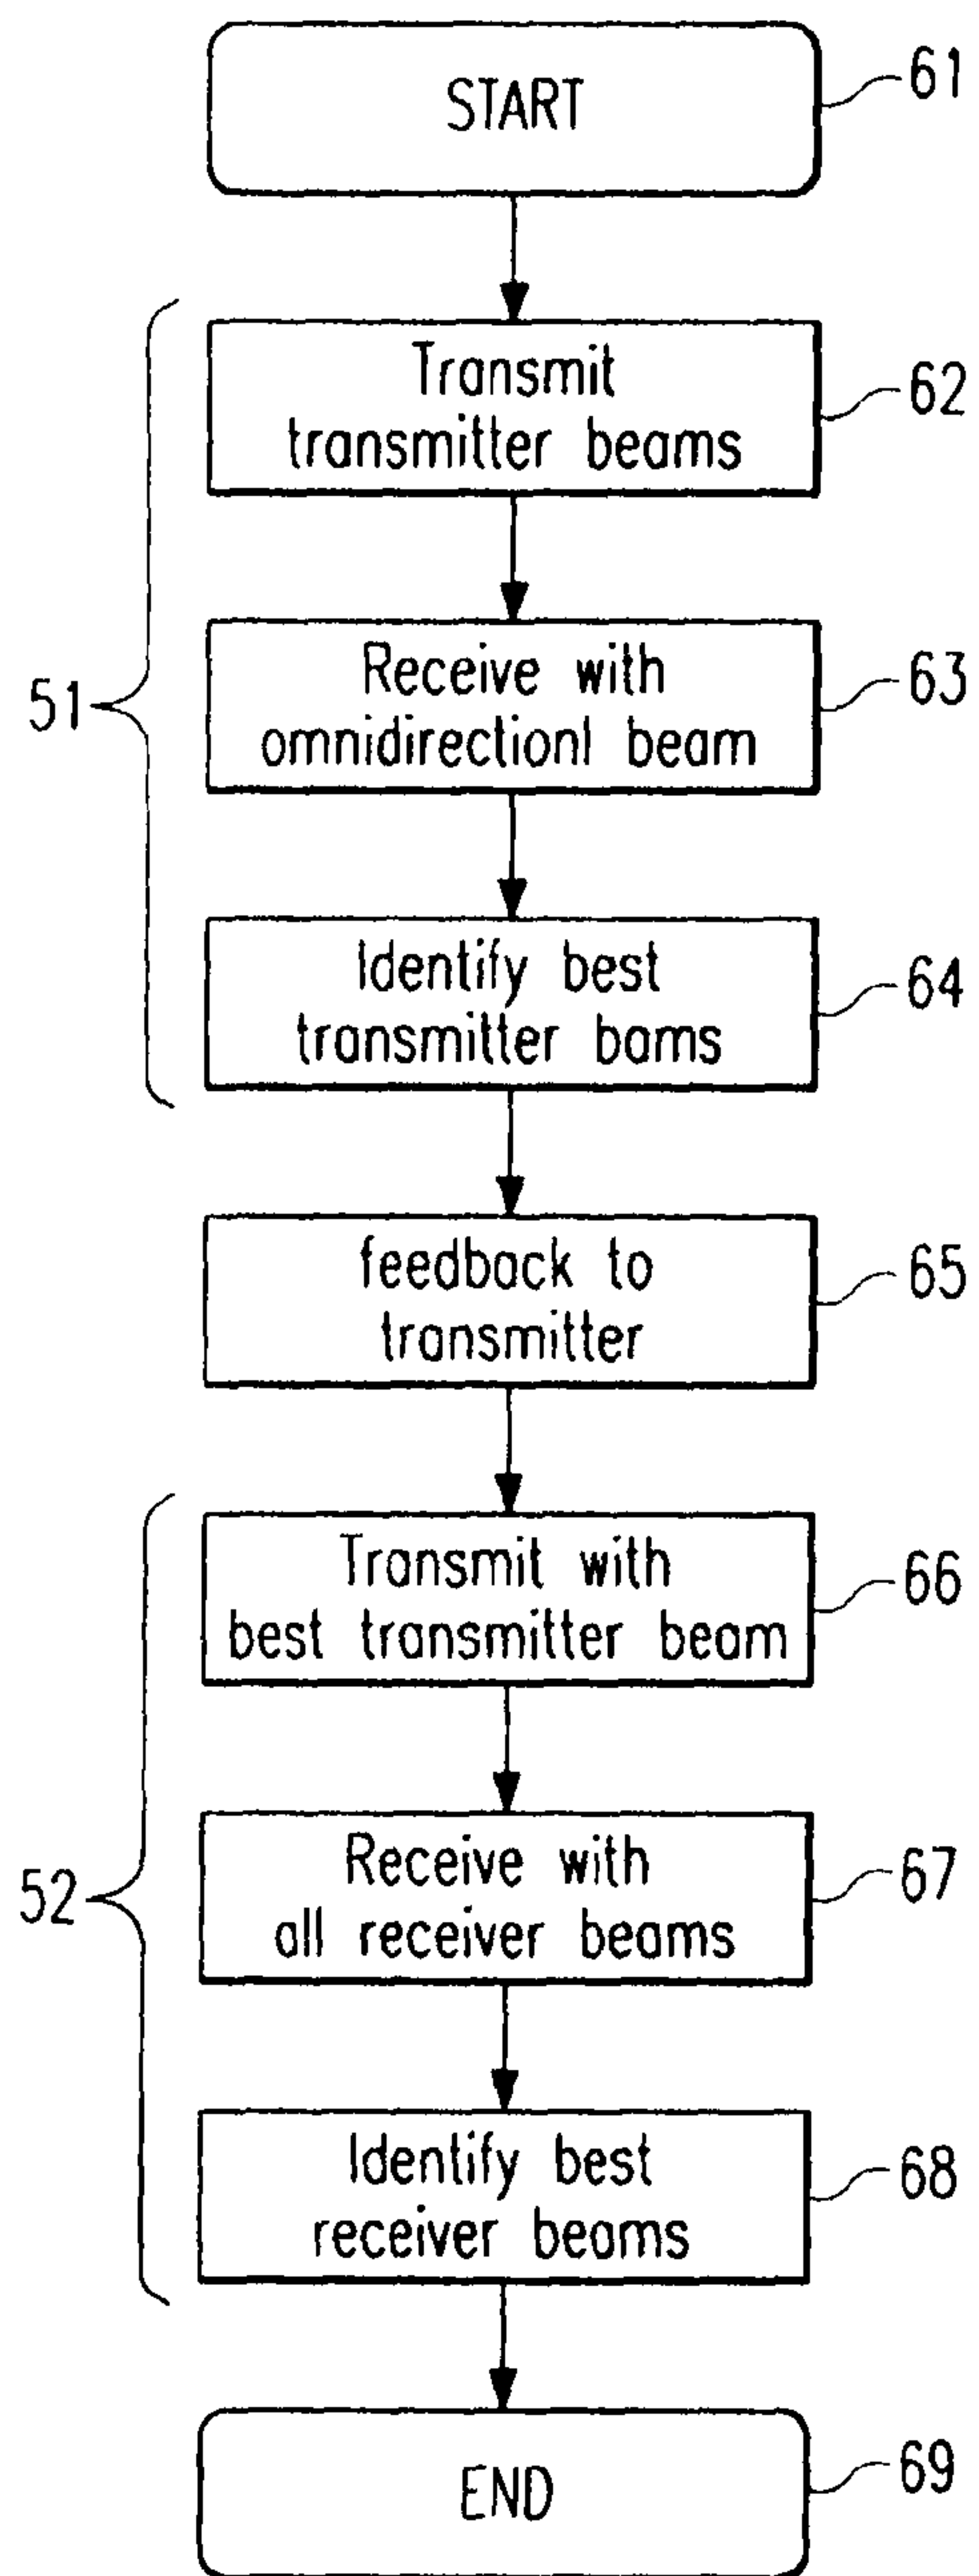 START
61
Transmit
transmitter beams
62
51
Receive with
omnidirectionl beam
63
Identify best
transmitter bams
64
feedback to
transmitter
65
52
Transmit with
best transmitter beam
66
Receive with
all receiver beams
67
Identify best
receiver beams
68
END
69